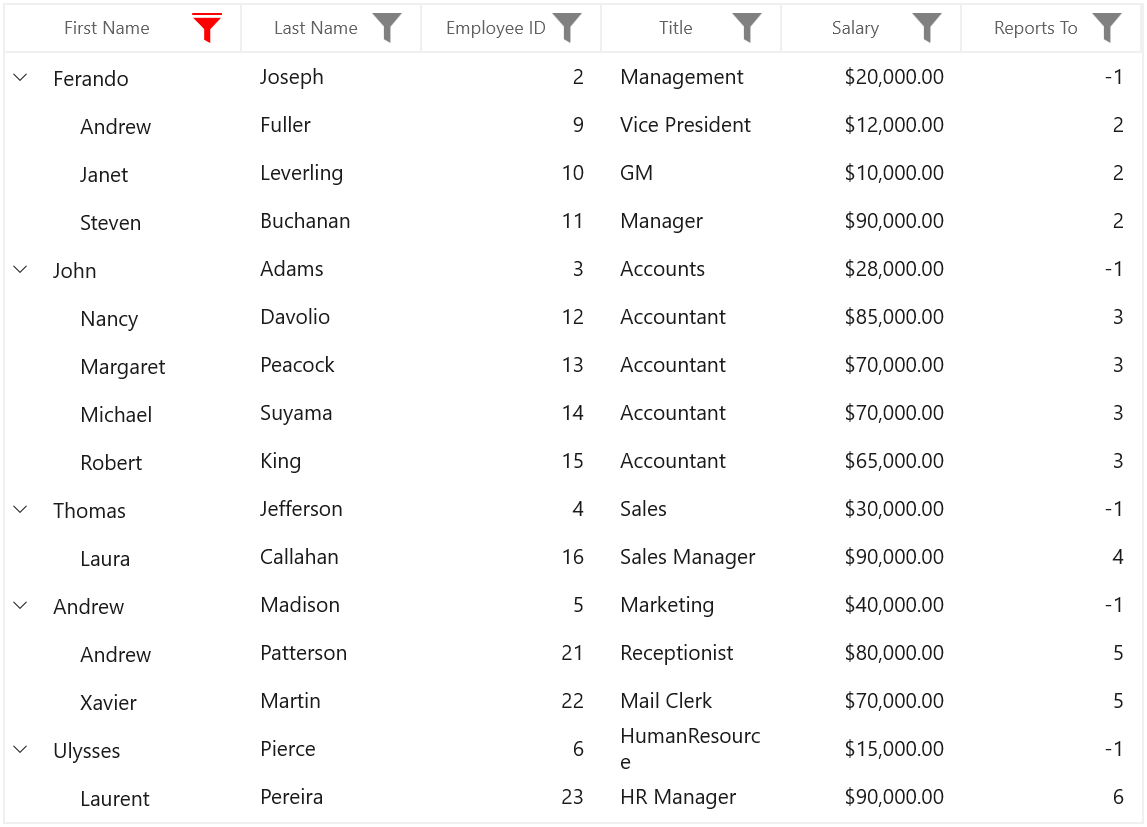 First Name Last Name Employee ID Title Salary Reports To
Ferando Joseph 2 Management $20,000.00 -1
Andrew Fuller 9 Vice President $12,000.00 2
Janet Leverling 10 GM $10,000.00 2
Steven Buchanan 11 Manager $90,000.00 2
John Adams 3 Accounts $28,000.00 -1
Nancy Davolio 12 Accountant $85,000.00 3
Margaret Peacock 13 Accountant $70,000.00 3
Michael Suyama 14 Accountant $70,000.00 3
Robert King 15 Accountant $65,000.00 3
Thomas Jefferson 4 Sales $30,000.00 -1
Laura Callahan 16 Sales Manager $90,000.00 4
Andrew Madison 5 Marketing $40,000.00 -1
Andrew Patterson 21 Receptionist $80,000.00 5
Xavier Martin 22 Mail Clerk $70,000.00 5
Ulysses Pierce 6 HumanResourc $15,000.00 -1
e
Laurent Pereira 23 HR Manager $90,000.00 6